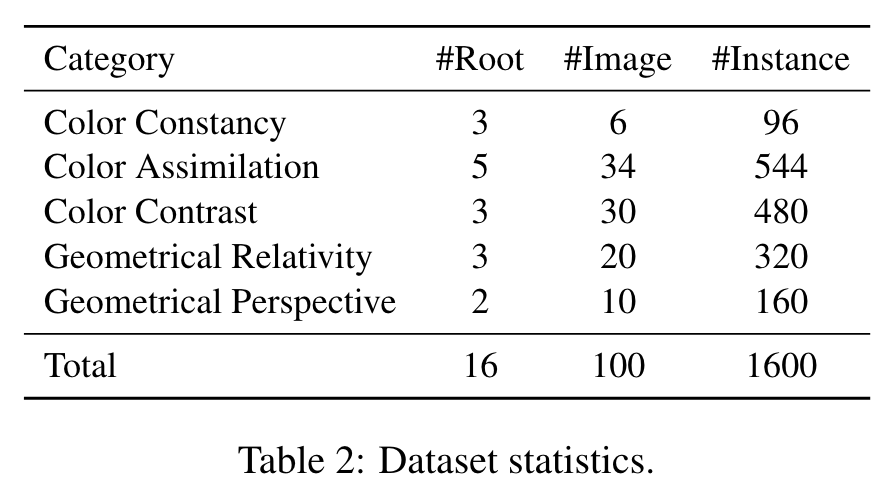 Category #Root #Image #Instance
Color Constancy 3 6 96
Color Assimilation 5 34 544
Color Contrast 3 30 480
Geometrical Relativity 3 20 320
Geometrical Perspective 2 10 160
Total 16 100 1600
Table 2: Dataset statistics.